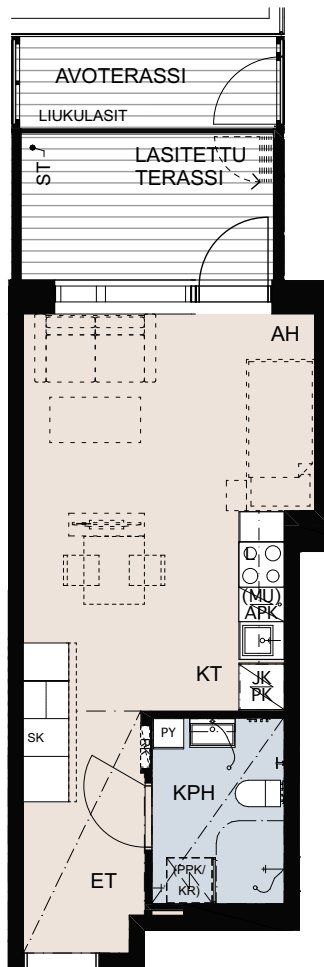 AVOTERASSI
LIUKULASIT
ST
LASITETTU
TERASSI
AH
L
(MU)
APK
KT
JK
PK
SK
PY
KPH
ET
(PPK/
KR)